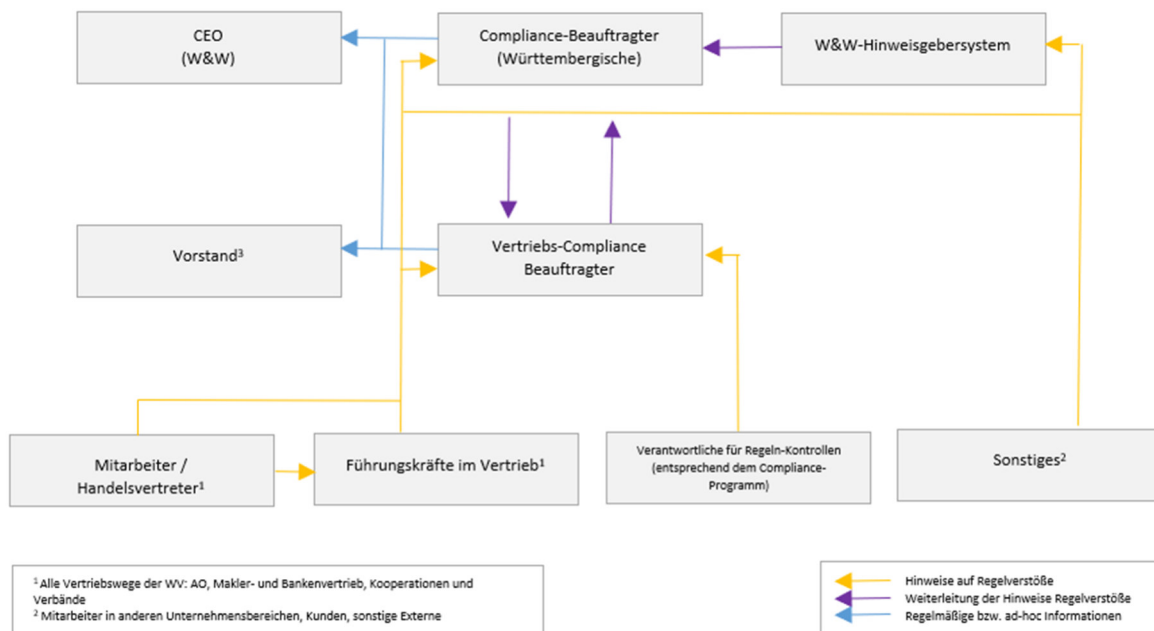 CEO
(W&W)
Compliance-Beauftragter
(Württembergische)
W&W-Hinweisgebersystem
Vorstand³
Vertriebs-Compliance
Beauftragter
Mitarbeiter /
Handelsvertreter¹
Führungskräfte im Vertrieb¹
Verantwortliche für Regeln-Kontrollen
(entsprechend dem Compliance-
Programm)
Sonstiges²
¹ Alle Vertriebswege der WV: AO, Makler- und Bankenvertrieb, Kooperationen und
Verbände
² Mitarbeiter in anderen Unternehmensbereichen, Kunden, sonstige Externe
Hinweise auf Regelverstöße
Weiterleitung der Hinweise Regelverstöße
Regelmäßige bzw. ad-hoc Informationen